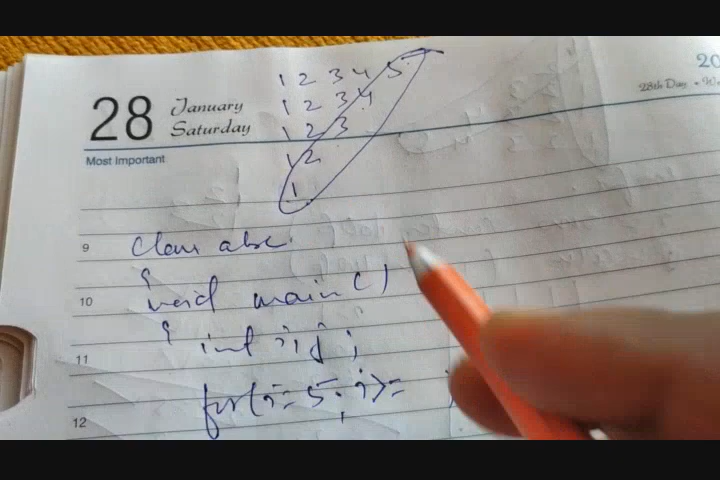 20
28 January
Saturday
28th Day • W
Most Important
1 2 3 4 5
1 2 3 4
1 2 3
1 2
1
9 Class abc
{
10 void main ( )
11 { int i, j ;
12 for(i = 5; i > =